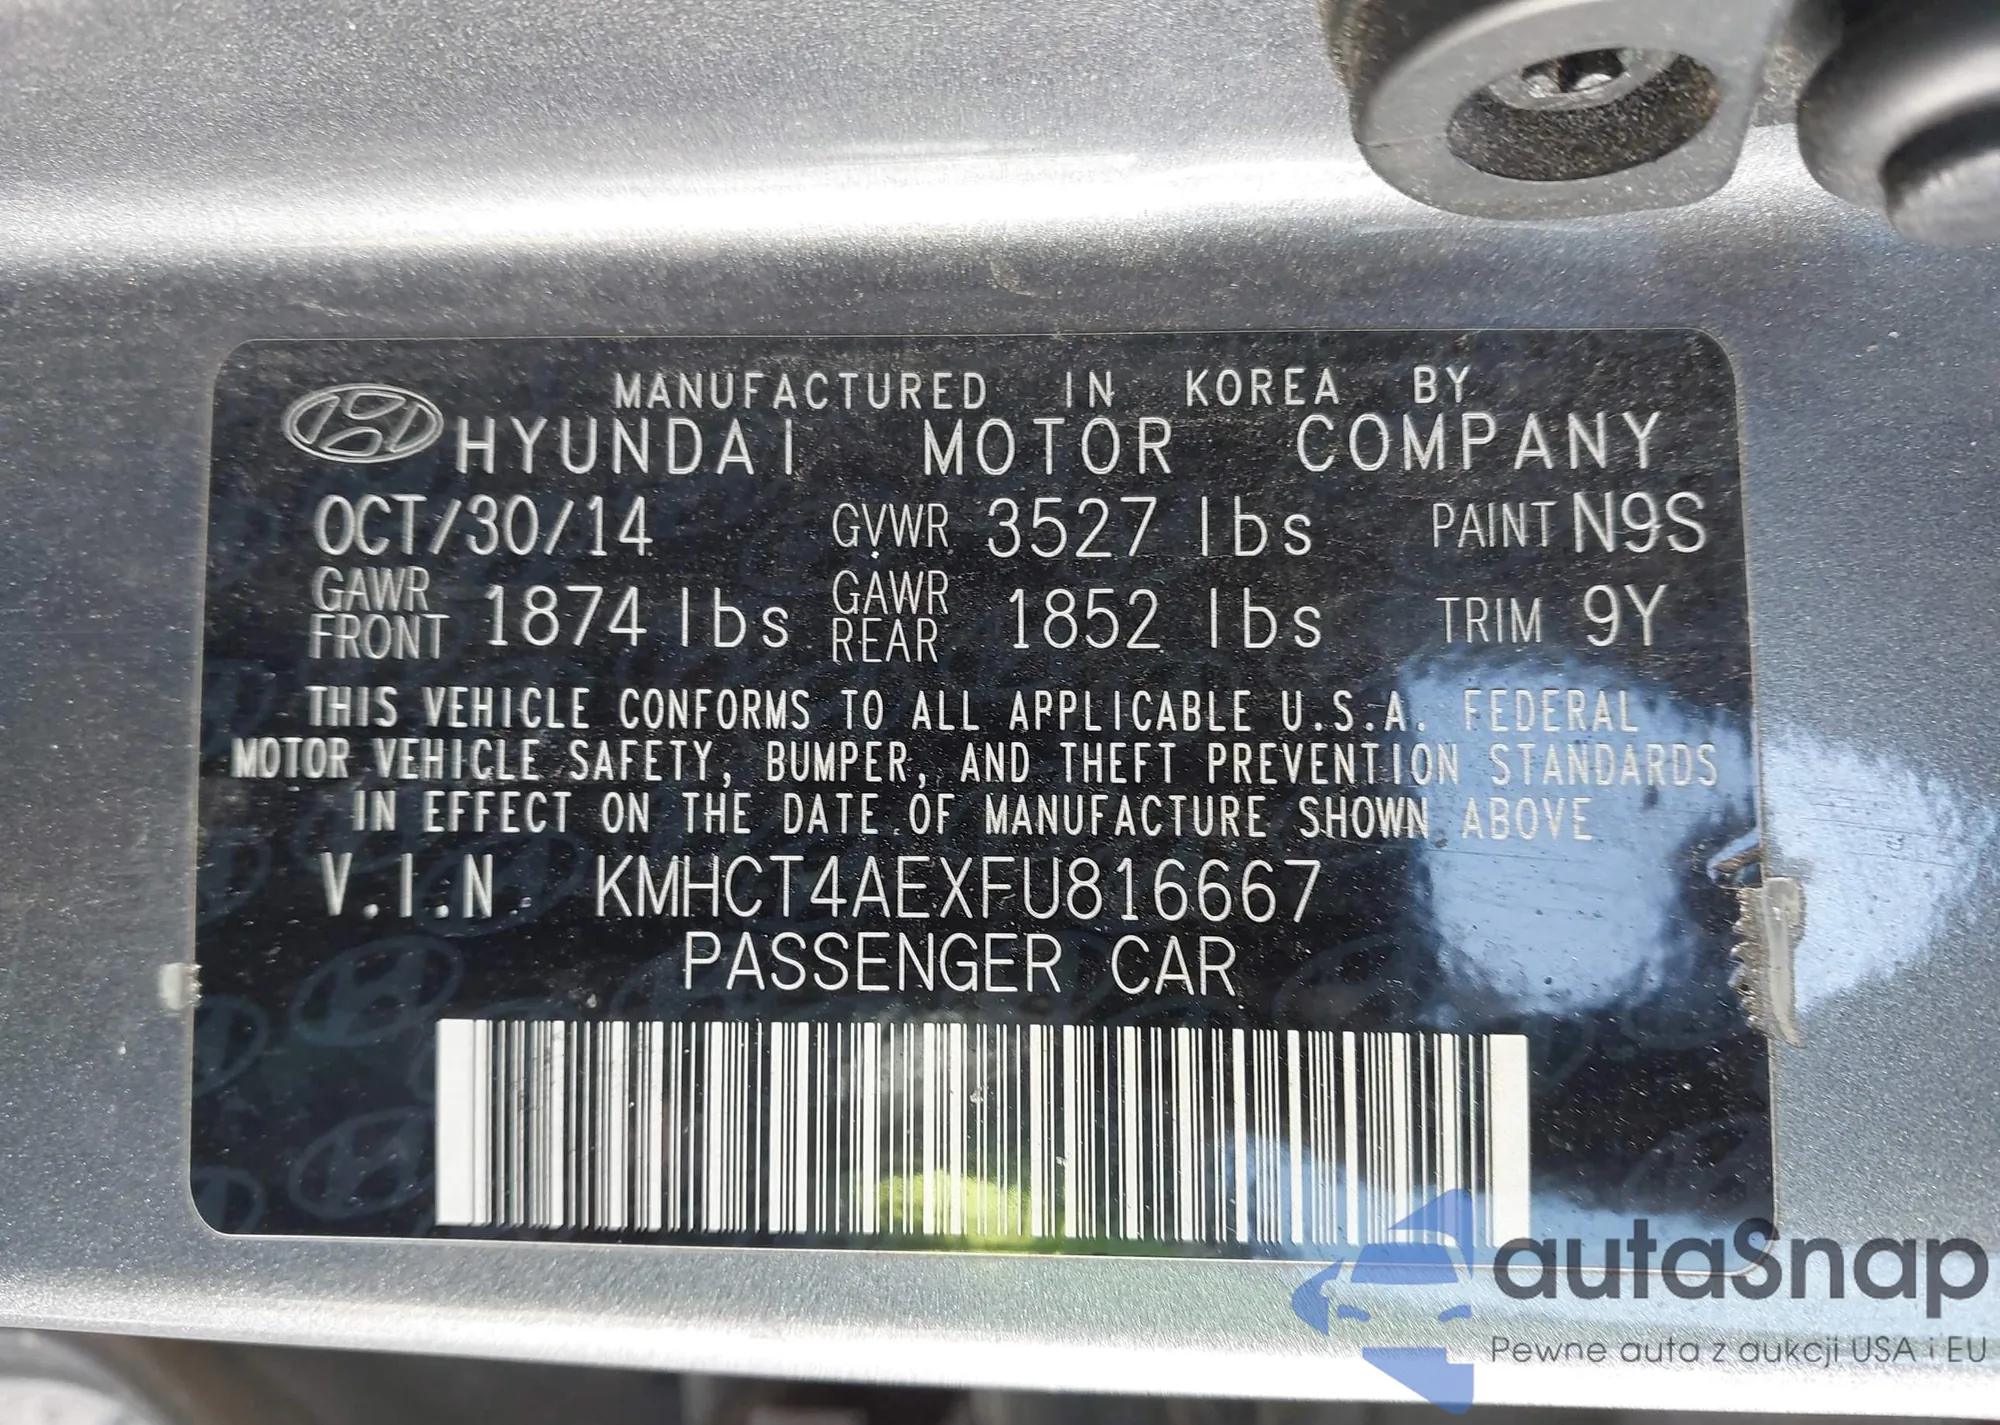 MANUFACTURED IN KOREA BY
HYUNDAI MOTOR COMPANY
OCT/30/14 GVWR 3527 lbs PAINT N9S
GAWR FRONT 1874 lbs GAWR REAR 1852 lbs TRIM 9Y
THIS VEHICLE CONFORMS TO ALL APPLICABLE U.S.A. FEDERAL
MOTOR VEHICLE SAFETY, BUMPER, AND THEFT PREVENTION STANDARDS
IN EFFECT ON THE DATE OF MANUFACTURE SHOWN ABOVE
V.I.N. KMHCT4AEXFU816667
PASSENGER CAR
autaSnap
Pewne auta z aukcji USA i EU